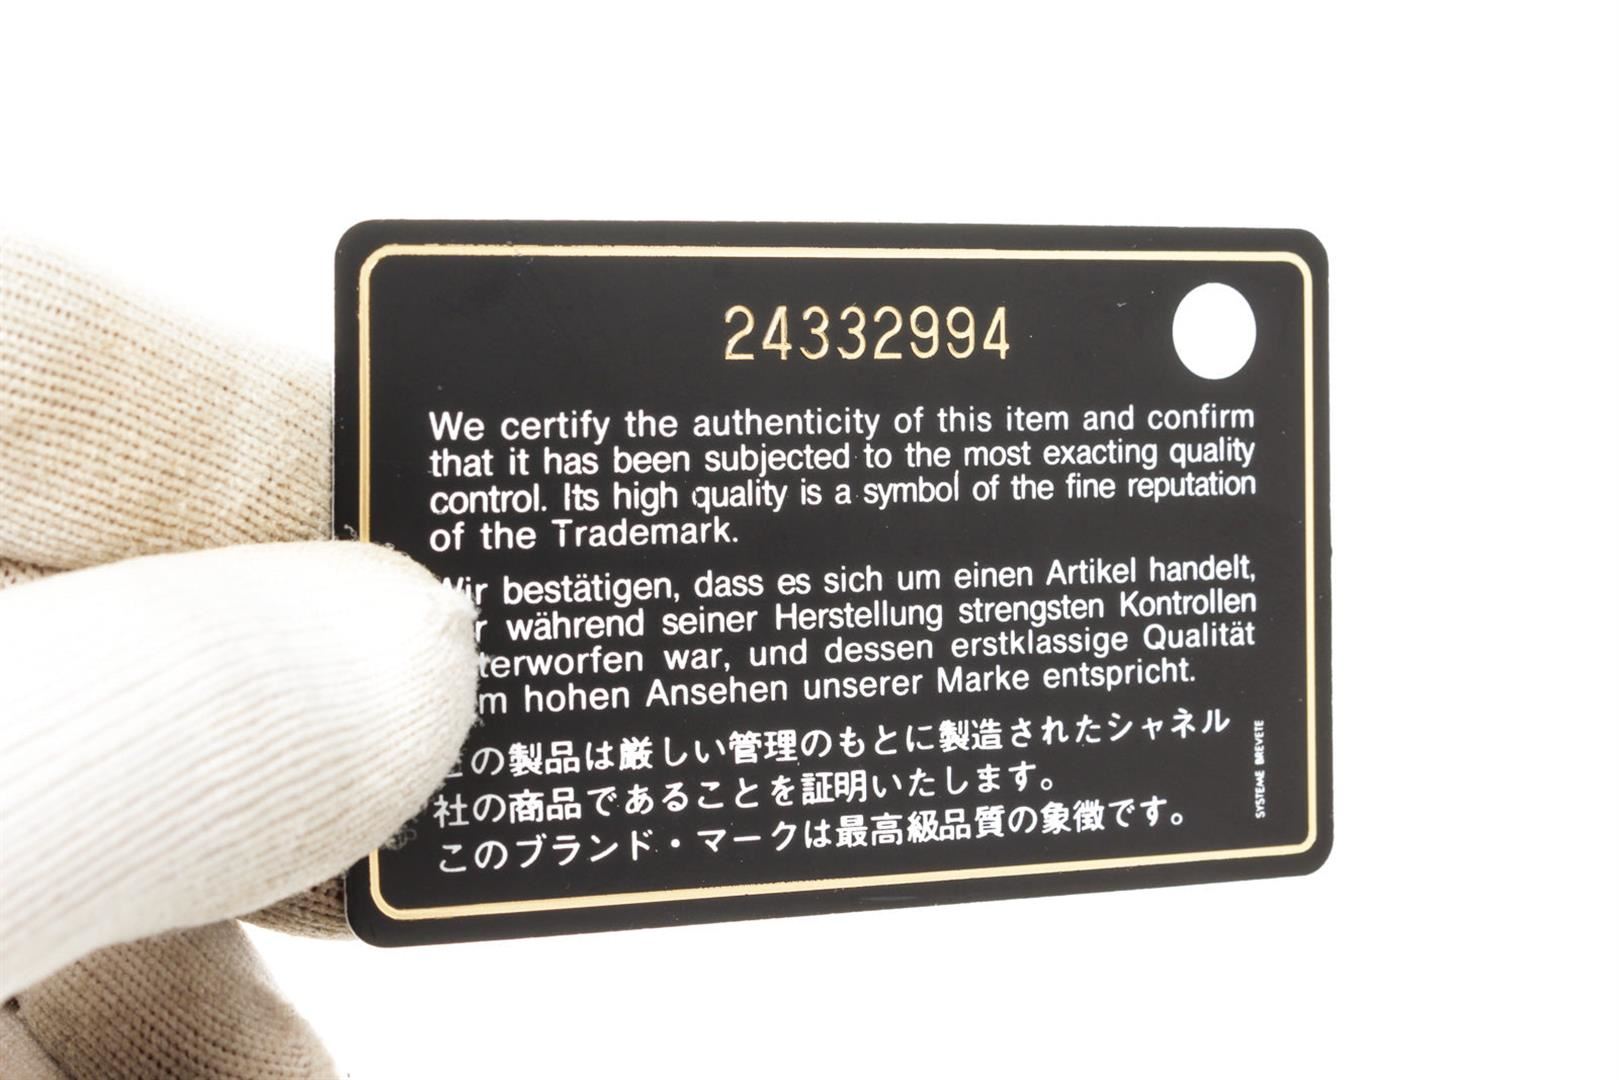 24332994
We certify the authenticity of this item and confirm
that it has been subjected to the most exacting quality
control. Its high quality is a symbol of the fine reputation
of the Trademark.
bestätigen, dass es sich um einen Artikel handelt,
während seiner Herstellung strengsten Kontrollen
war, und dessen erstklassige Qualität
hohen Ansehen unserer Marke entspricht.
の製品は厳しい管理のもとに製造されたシャネル
社の商品であることを証明いたします。
このブランド・マークは最高級品質の象徴です。
SYSTEME BREVETE